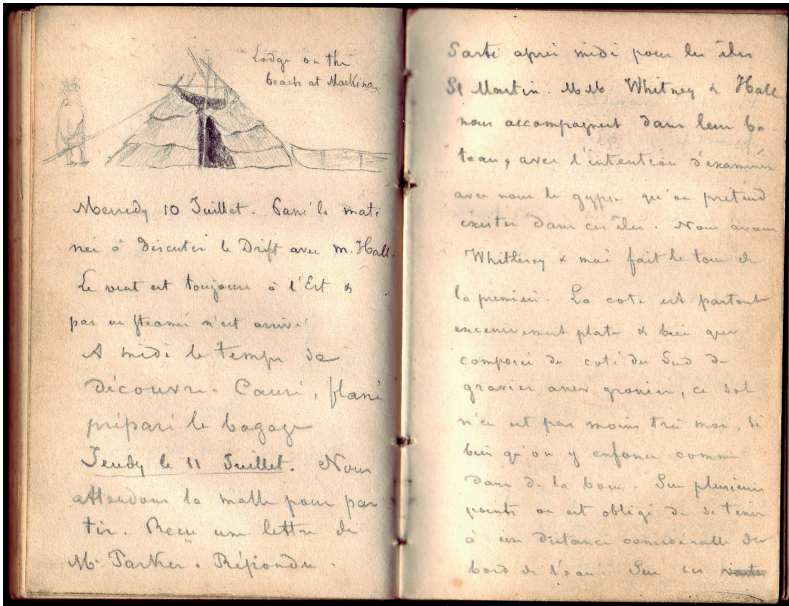 Lodge on the
beach at Mackinac
Mercredy 10 Juillet. Passé la mati
neé à discuter le Drift avec M. Hall.
Le vent est toujours à l'Est &
pas un steamer n'est arrivé
A midi le temps se
découvre. Causé, flané
préparé le bagage
Jeudy le 11 Juillet. Nous
attendons la malle pour par
tir. Reçu une lettre de
Mr. Parker. Répondu.
Parti après midi pour les îles
St Martin. Whitney & Hall
nous accompagnent dans leur ba-
teau, avec l'intention d'examiner
avec nous le gypse qu'on prétend
exister dans ces îles. Nous avons
Whittlesey & moi fait le tour de
la premiere. La cote est partout
excessivement plate & bien que
composée du coté du Sud de
gravier assez grossier, ce sol
n'en est pas moins très mou, si
bien qu'on y enfonce comme
dans de la boue. Sur plusieurs
points on est obligé de se tenir
à une distance considerable du
bord de l'eau. Sur ces